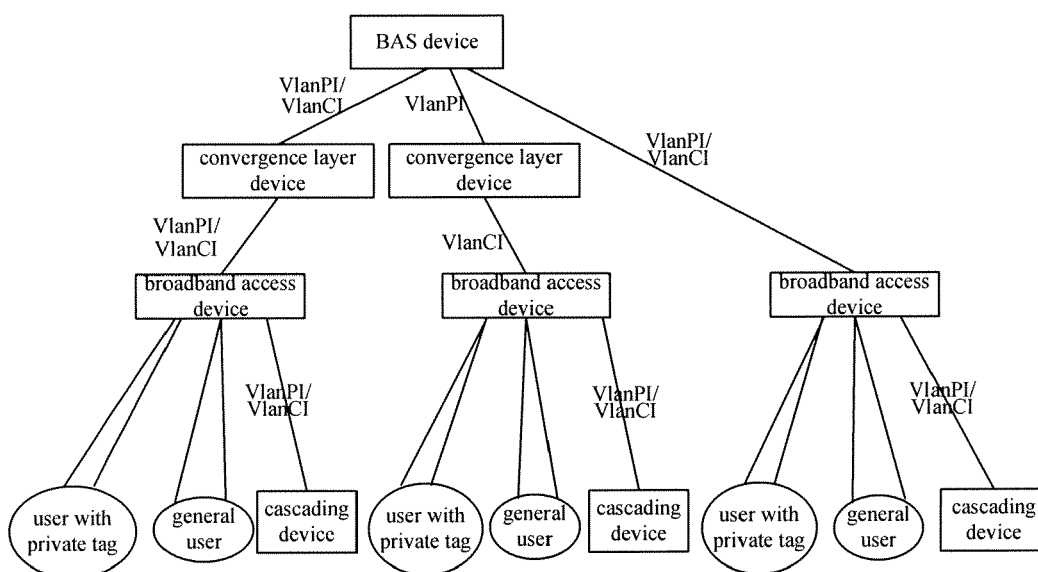 BAS device
VlanPI/
VlanCI
VlanPI
VlanPI/
VlanCI
convergence layer
device
convergence layer
device
VlanPI/
VlanCI
VlanCI
broadband access
device
broadband access
device
broadband access
device
VlanPI/
VlanCI
VlanPI/
VlanCI
VlanPI/
VlanCI
user with
private tag
general
user
cascading
device
user with
private tag
general
user
cascading
device
user with
private tag
general
user
cascading
device